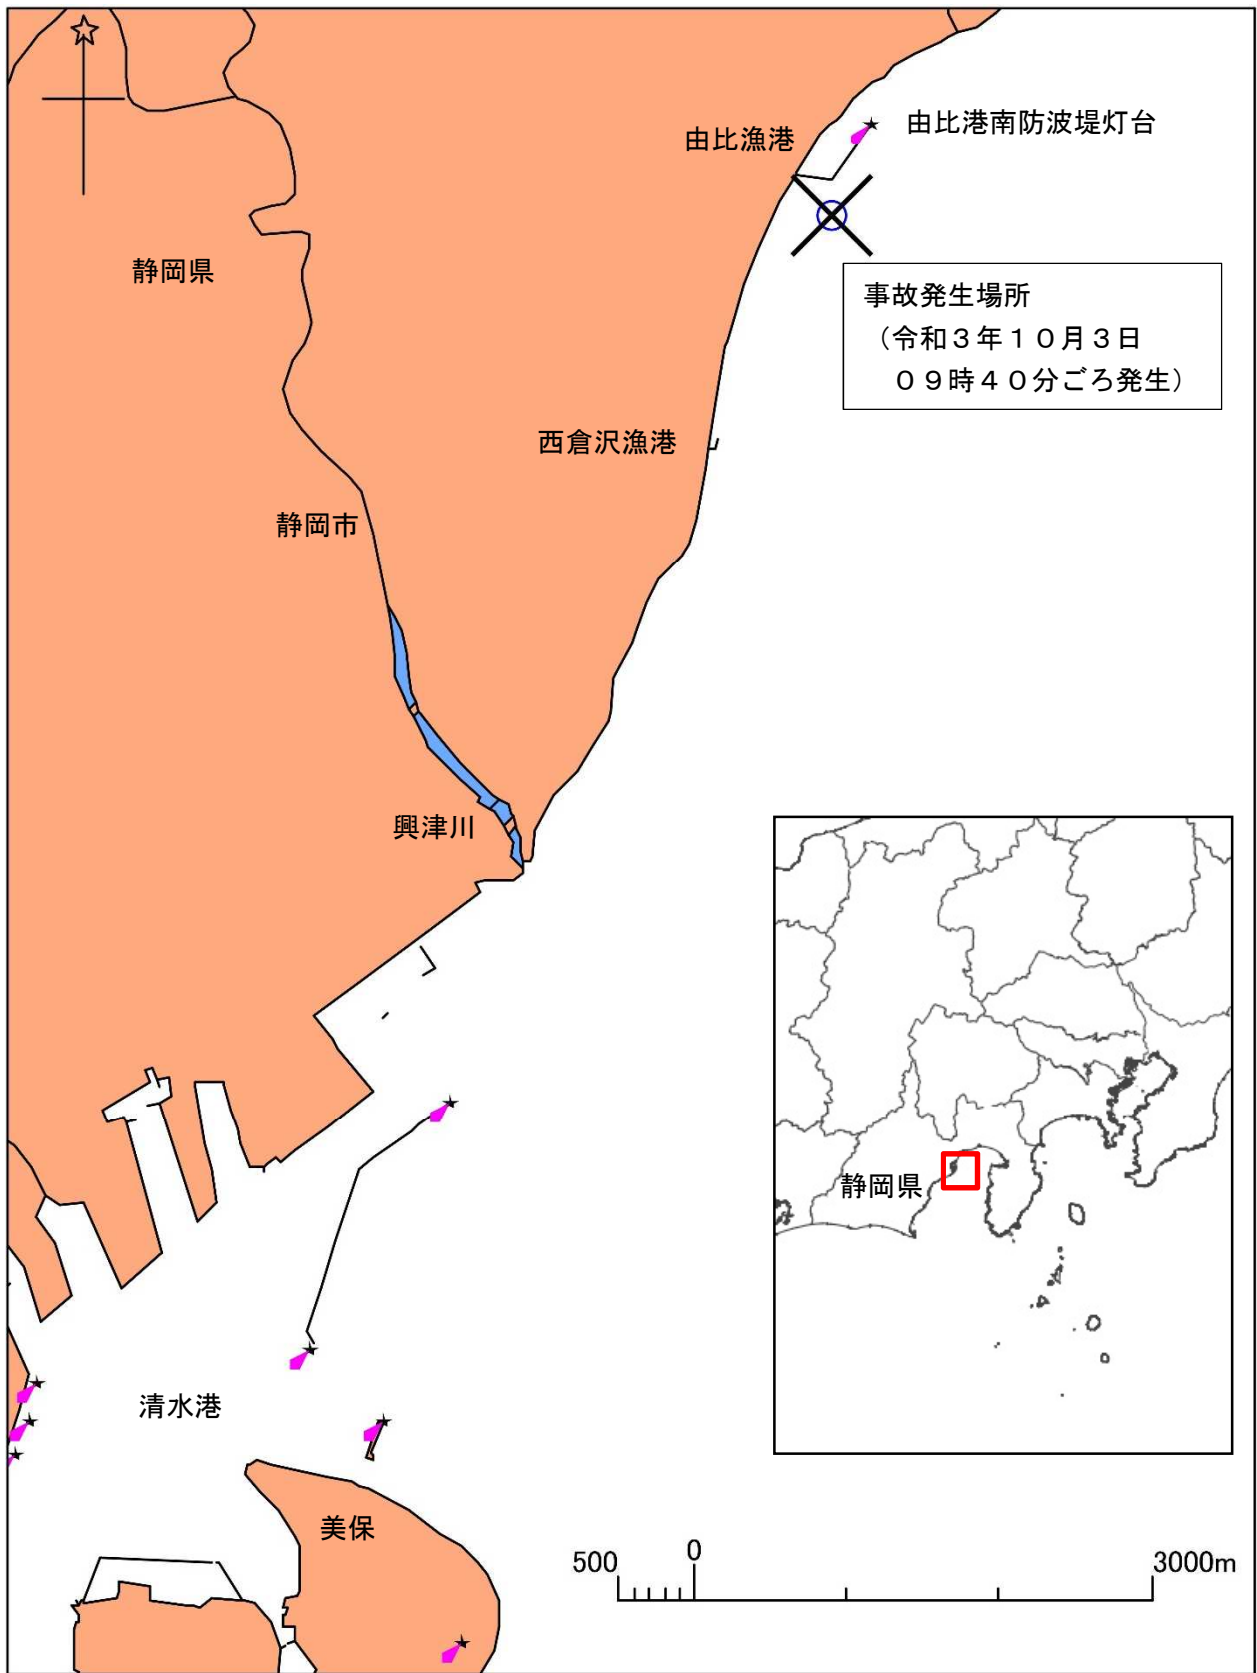 由比港南防波堤灯台
由比漁港
静岡県
事故発生場所
（令和３年１０月３日
０９時４０分ごろ発生）
西倉沢漁港
静岡市
興津川
静岡県
清水港
美保
500
0
3000m